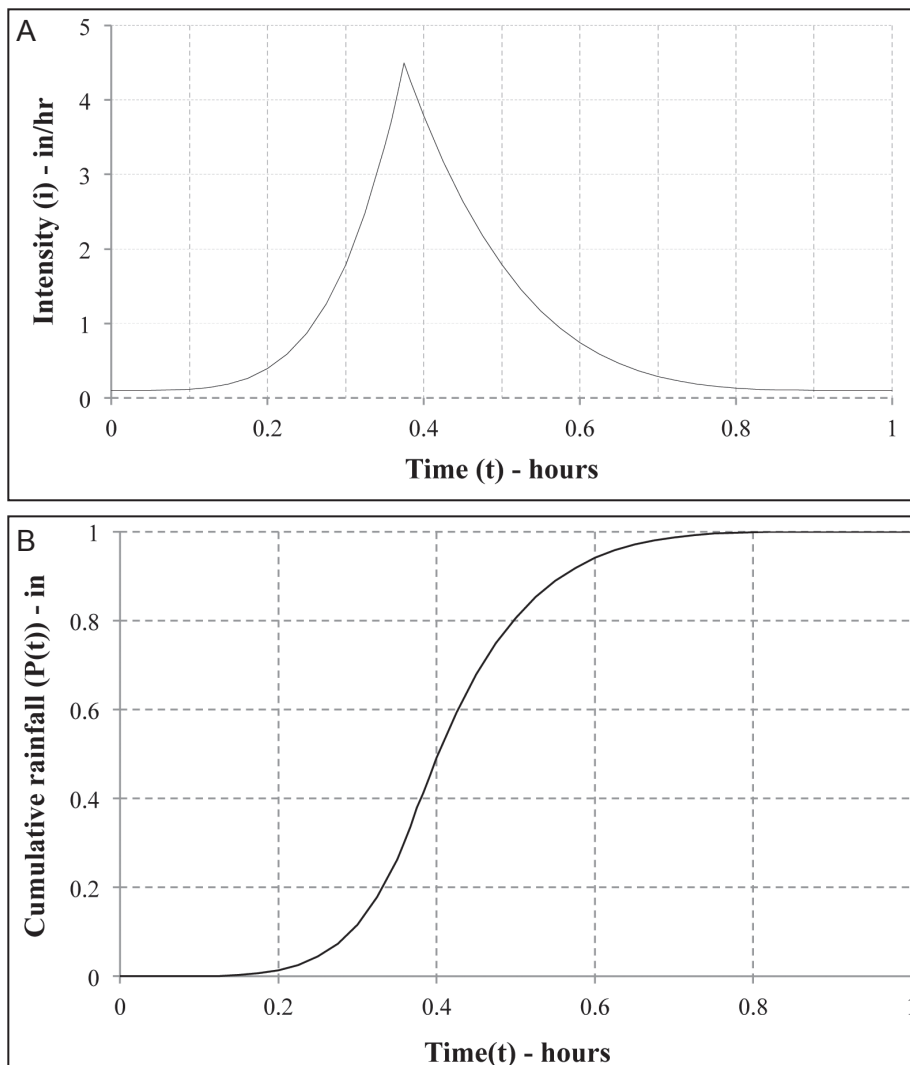 A
5
4
3
2
1
0
Intensity (i) - in/hr
0 0.2 0.4 0.6 0.8 1
Time (t) - hours
B
1
0.8
0.6
0.4
0.2
0
Cumulative rainfall (P(t)) - in
0 0.2 0.4 0.6 0.8 1
Time(t) - hours